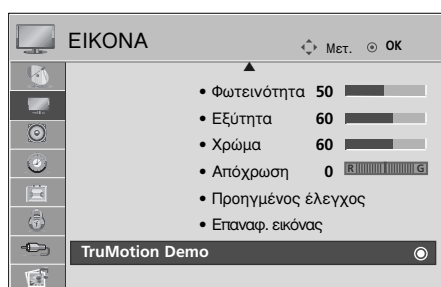 ΕΙΚΟΝΑ Μετ. OK
• Φωτεινότητα 50
• Εξύτητα 60
• Χρώμα 60
• Απόχρωση 0 R G
• Προηγμένος έλεγχος
• Επαναφ. εικόνας
TruMotion Demo